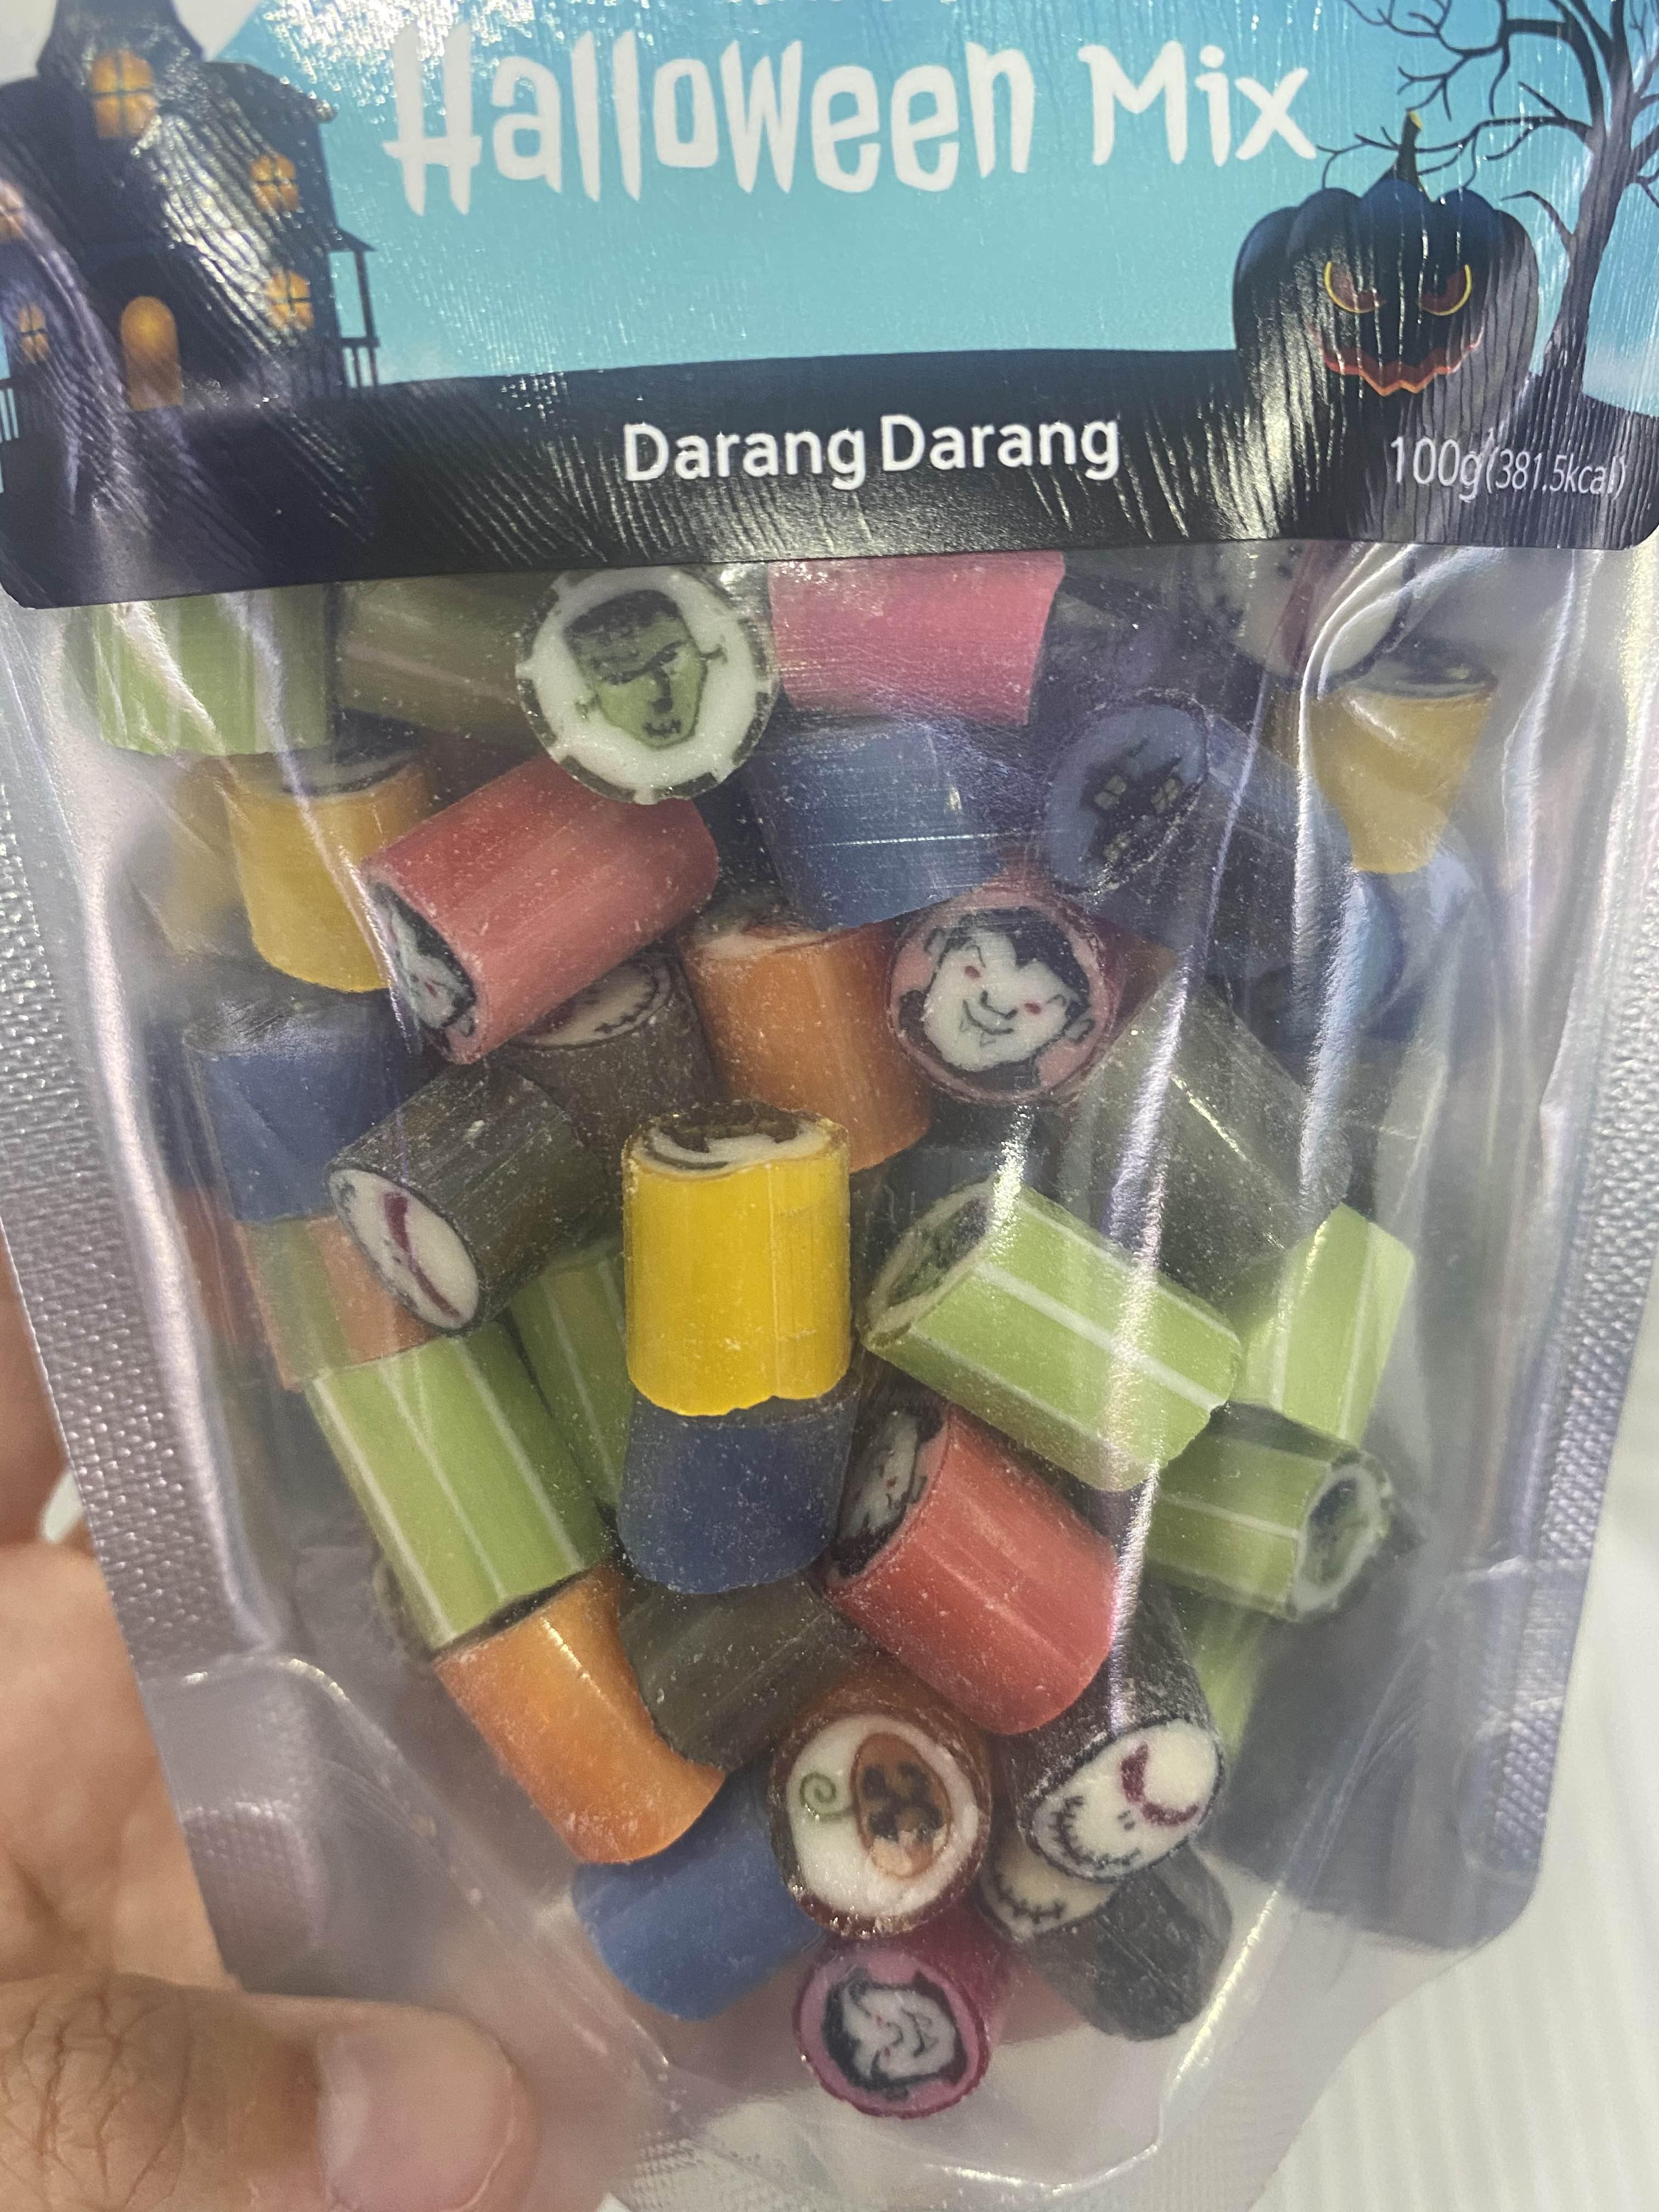 Halloween Mix
Darang Darang
100g(381.5kcal)